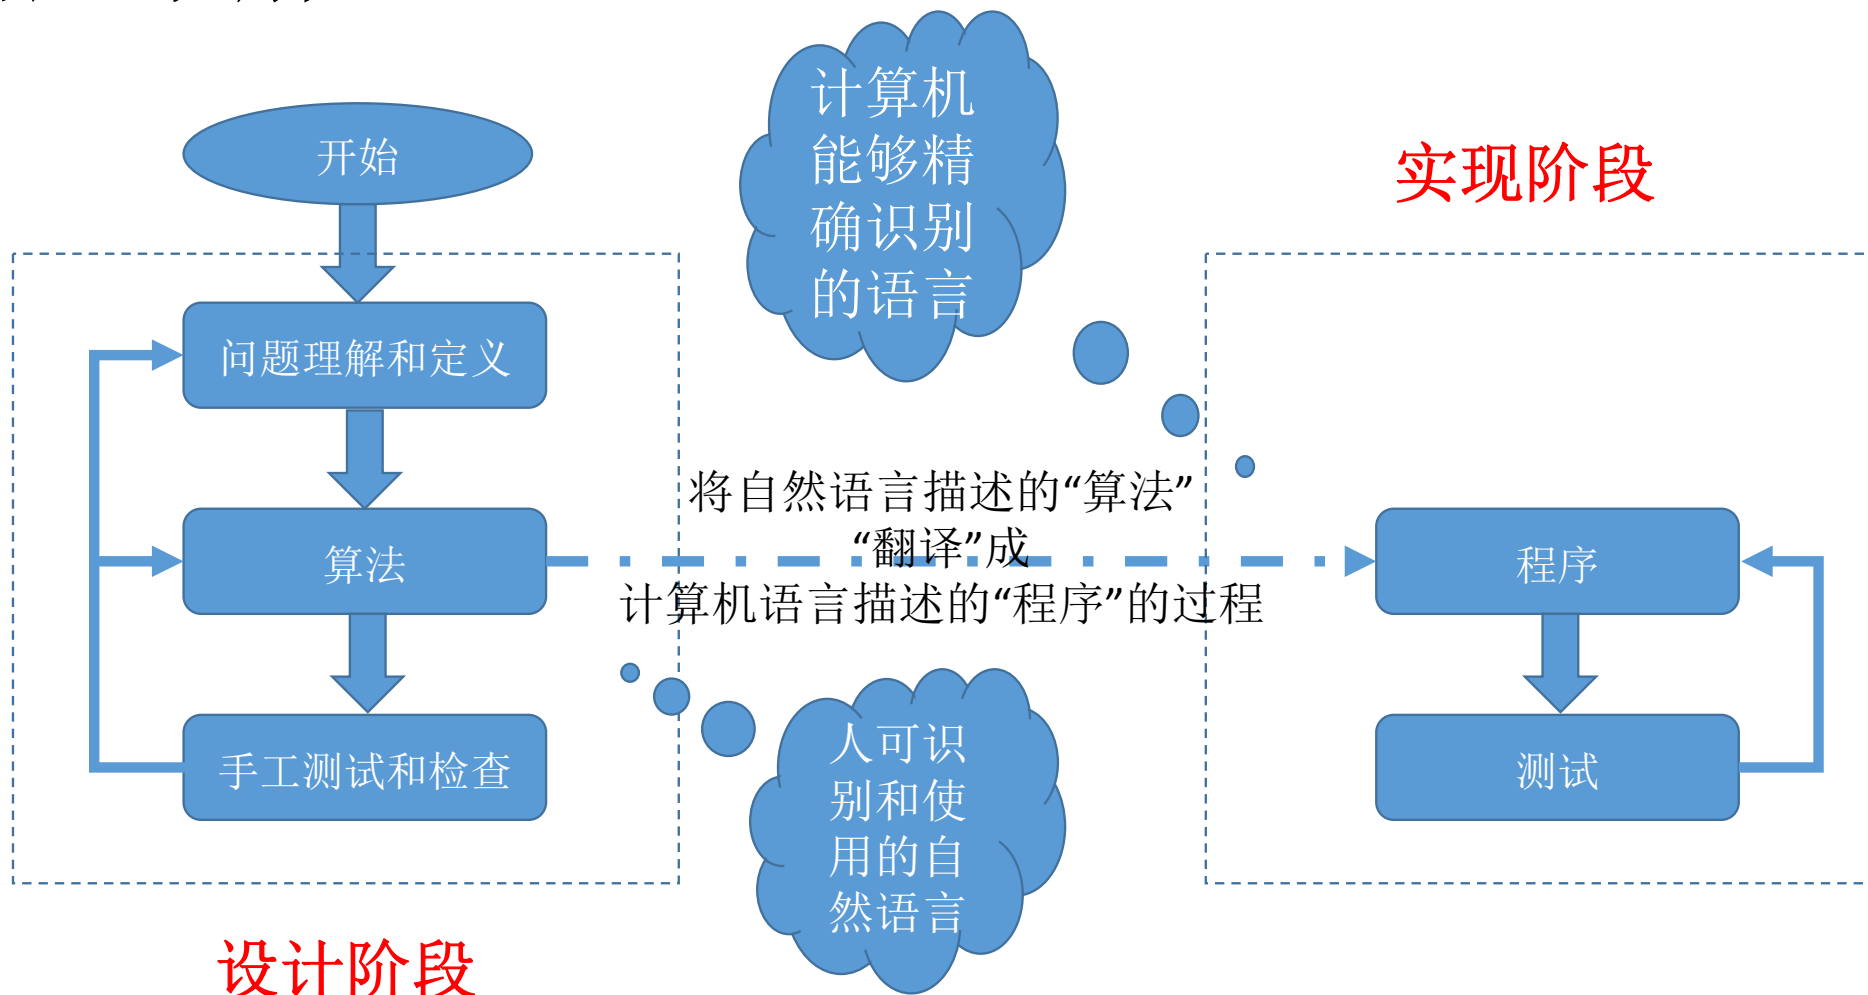 开始
问题理解和定义
算法
手工测试和检查
设计阶段
计算机
能够精
确识别
的语言
将自然语言描述的“算法”
“翻译”成
计算机语言描述的“程序”的过程
人可识
别和使
用的自
然语言
实现阶段
程序
测试